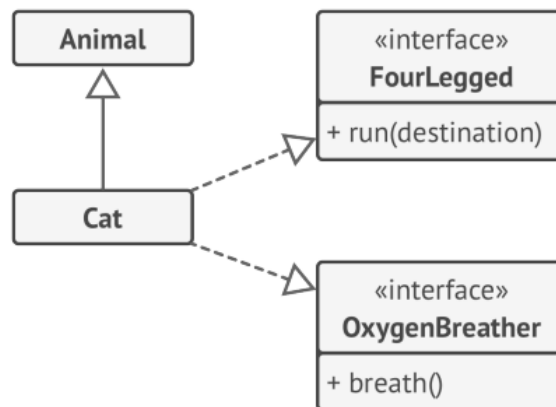 Animal
Cat
«interface»
FourLegged
+ run(destination)
«interface»
OxygenBreather
+ breath()